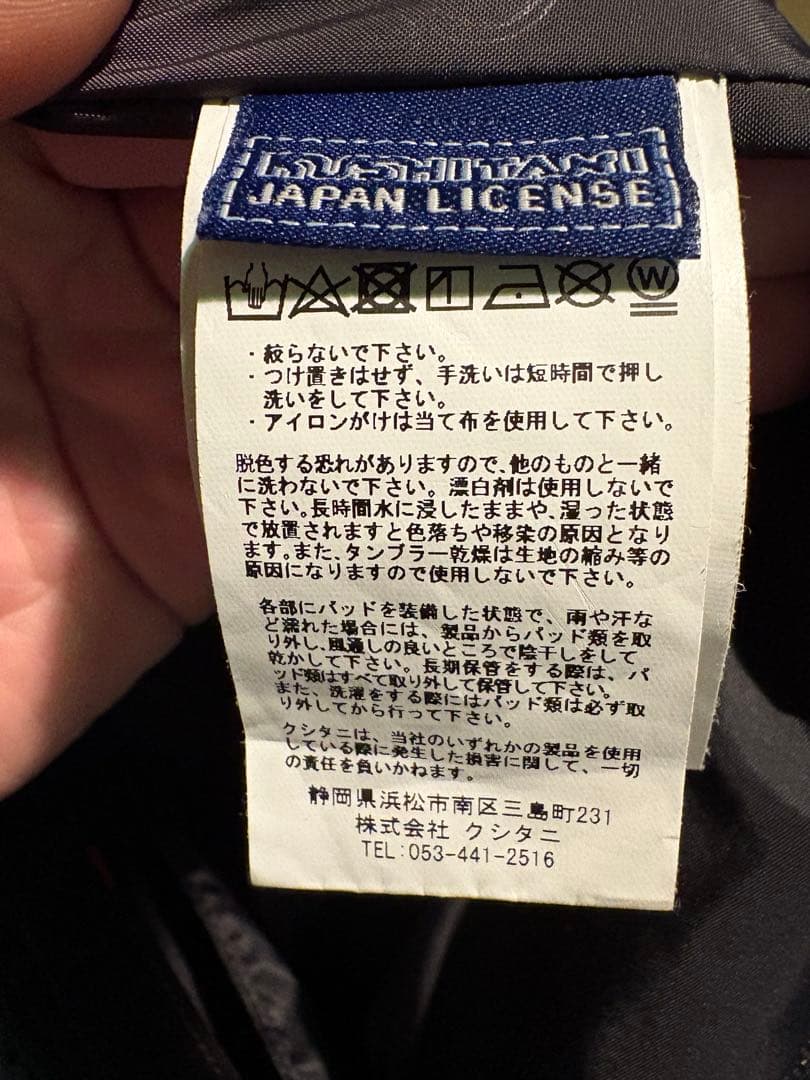 KUSHITANI
JAPAN LICENSE
W
・絞らないで下さい。
・つけ置きはせず、手洗いは短時間で押し
洗いをして下さい。
・アイロンがけは当て布を使用して下さい。
脱色する恐れがありますので、他のものと一緒
に洗わないで下さい。漂白剤は使用しないで
下さい。長時間水に浸したままや、湿った状態
で放置されますと色落ちや移染の原因となり
ます。また、タンブラー乾燥は生地の縮み等の
原因になりますので使用しないで下さい。
各部にパッドを装備した状態で、雨や汗な
ど濡れた場合には、製品からパッド類を取
り外し、風通しの良いところで陰干しをして
乾かして下さい。長期保管をする際は、パ
ッド類はすべて取り外して保管して下さい。
また、洗濯をする際にはパッド類は必ず取
り外してから行って下さい。
クシタニは、当社のいずれかの製品を使用
している際に発生した損害に関して、一切
の責任を負いかねます。
静岡県浜松市南区三島町231
株式会社 クシタニ
TEL:053-441-2516